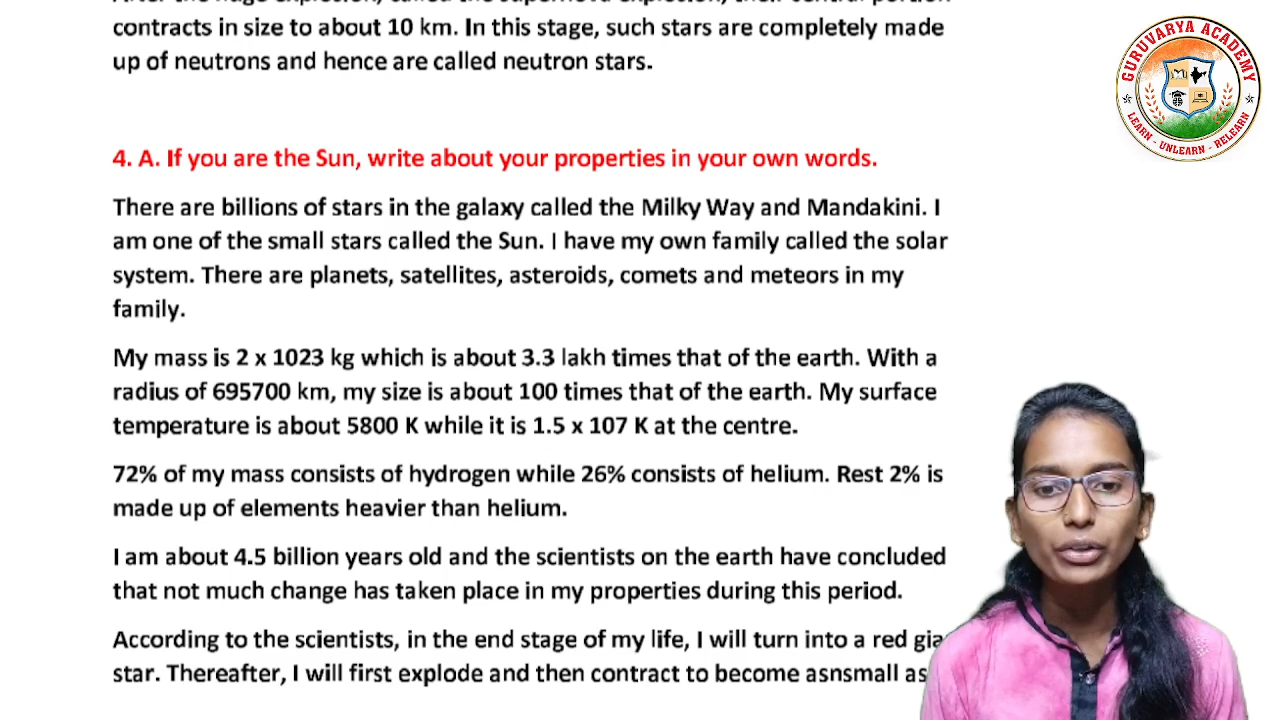 contracts in size to about 10 km. In this stage, such stars are completely made
up of neutrons and hence are called neutron stars.
4. A. If you are the Sun, write about your properties in your own words.
There are billions of stars in the galaxy called the Milky Way and Mandakini. I
am one of the small stars called the Sun. I have my own family called the solar
system. There are planets, satellites, asteroids, comets and meteors in my
family.
My mass is 2 x 1023 kg which is about 3.3 lakh times that of the earth. With a
radius of 695700 km, my size is about 100 times that of the earth. My surface
temperature is about 5800 K while it is 1.5 x 107 K at the centre.
72% of my mass consists of hydrogen while 26% consists of helium. Rest 2% is
made up of elements heavier than helium.
I am about 4.5 billion years old and the scientists on the earth have concluded
that not much change has taken place in my properties during this period.
According to the scientists, in the end stage of my life, I will turn into a red
star. Thereafter, I will first explode and then contract to become asnsmall as
GURUVARYA ACADEMY
LEARN - UNLEARN - RELEARN